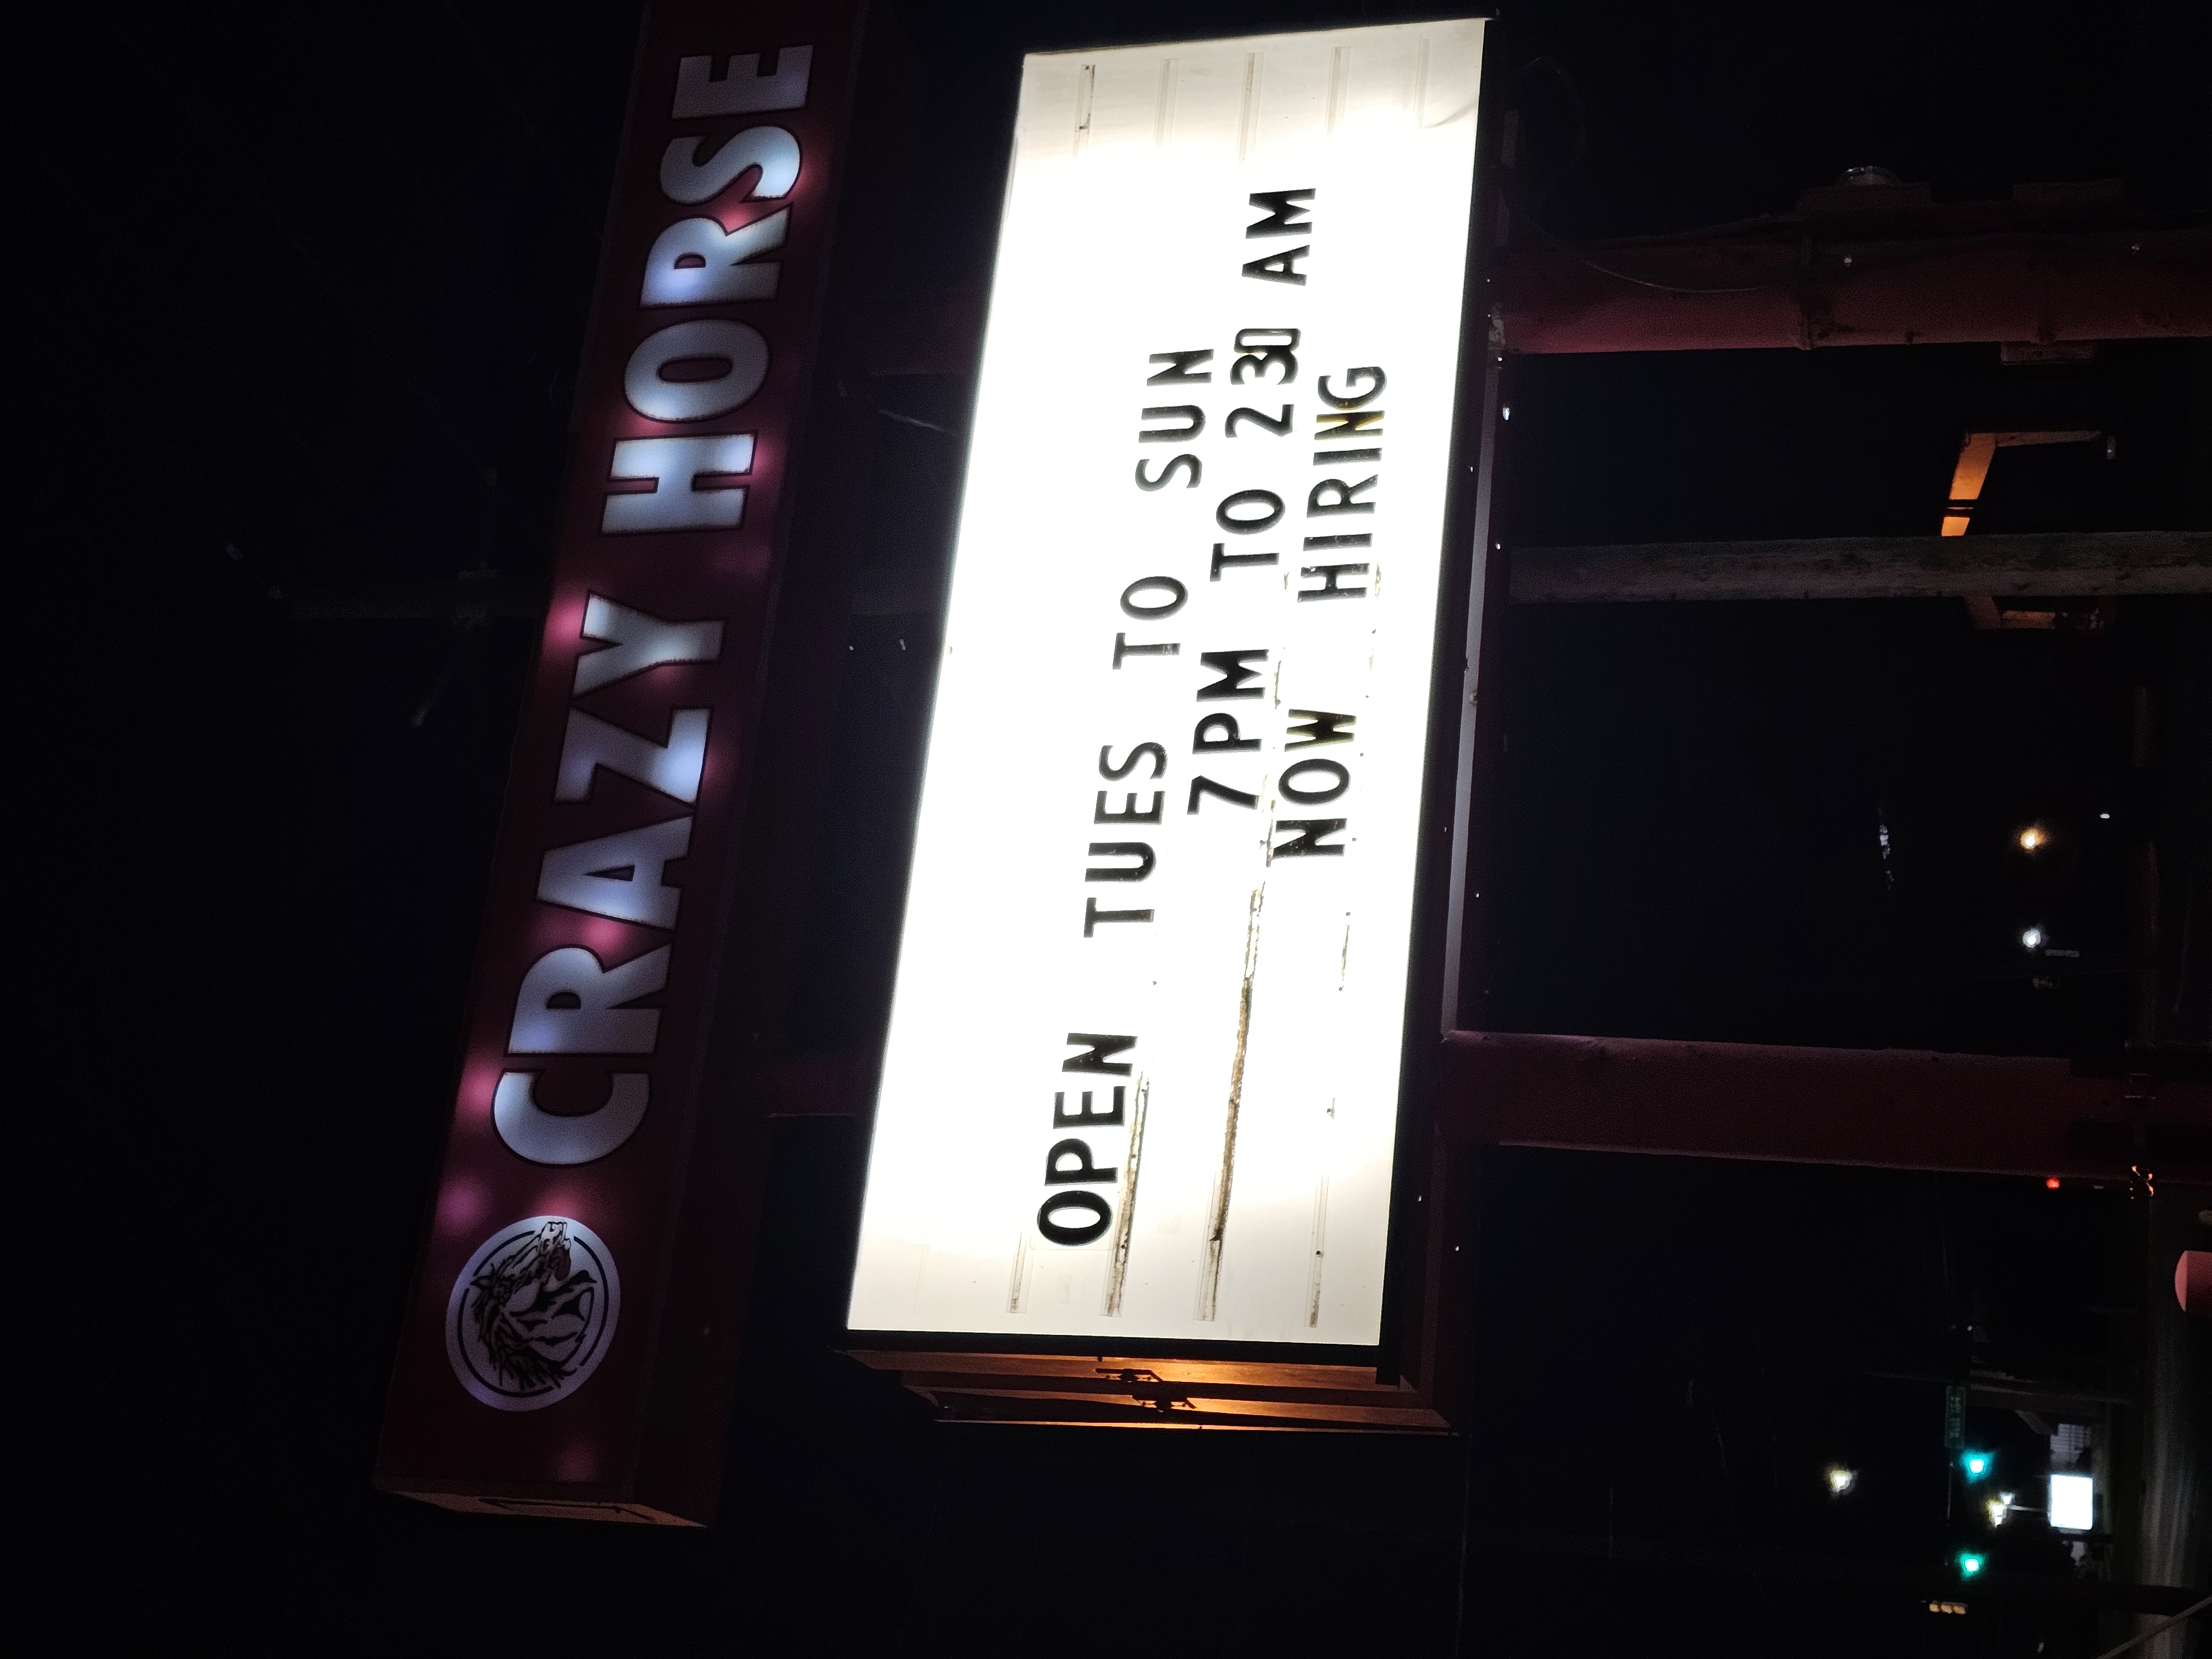 CRAZY HORSE
OPEN TUES TO SUN
7PM TO 230 AM
NOW HIRING